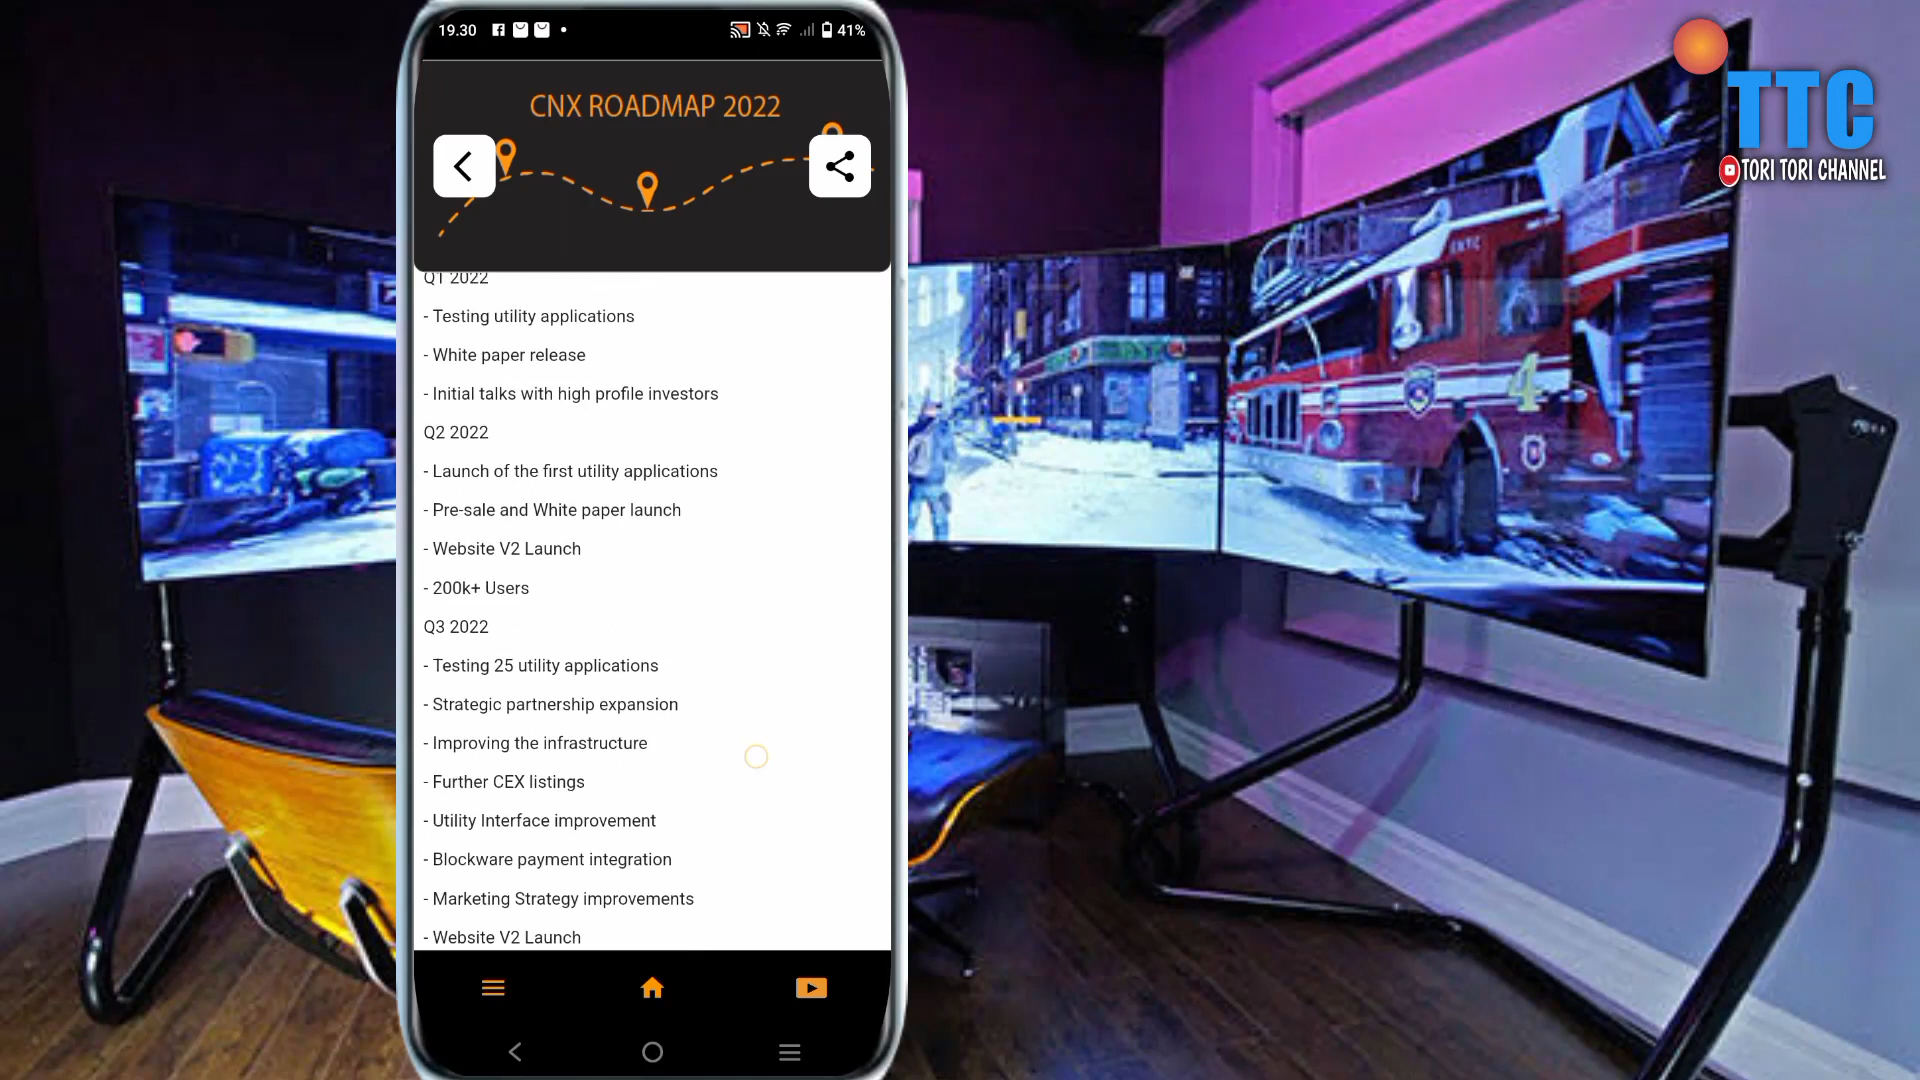 19.30
41%
CNX ROADMAP 2022
Q1 2022
- Testing utility applications
- White paper release
- Initial talks with high profile investors
Q2 2022
- Launch of the first utility applications
- Pre-sale and White paper launch
- Website V2 Launch
- 200k+ Users
Q3 2022
- Testing 25 utility applications
- Strategic partnership expansion
- Improving the infrastructure
- Further CEX listings
- Utility Interface improvement
- Blockware payment integration
- Marketing Strategy improvements
- Website V2 Launch
TTC
TORI TORI CHANNEL
4